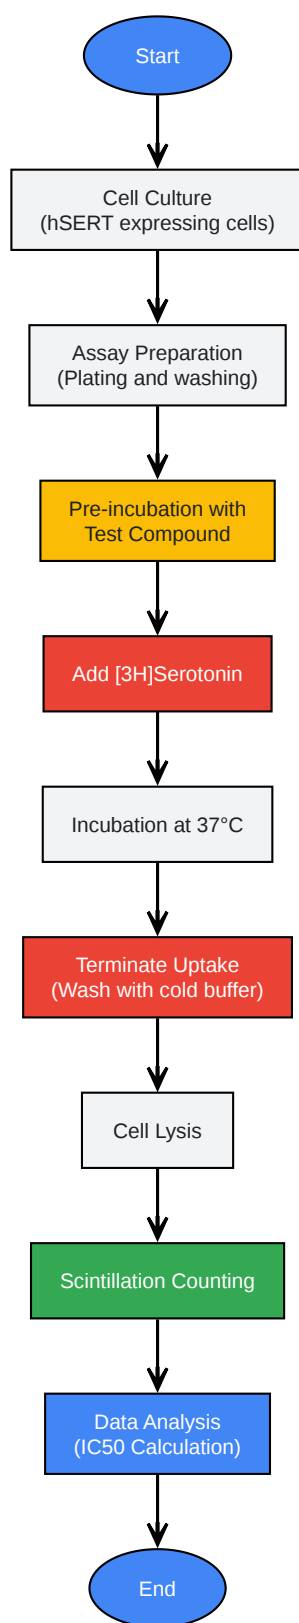 Start
Cell Culture
(hSERT expressing cells)
Assay Preparation
(Plating and washing)
Pre-incubation with
Test Compound
Add [3H]Serotonin
Incubation at 37°C
Terminate Uptake
(Wash with cold buffer)
Cell Lysis
Scintillation Counting
Data Analysis
(IC50 Calculation)
End